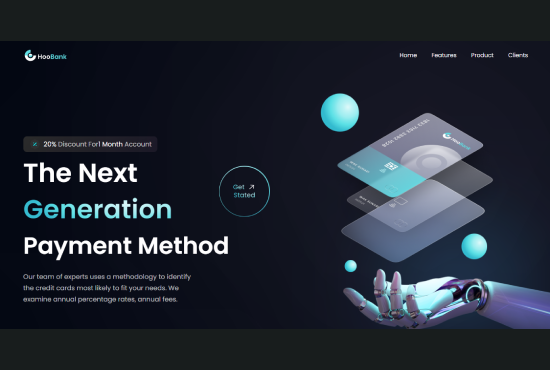 HooBank
Home Features Product Clients
20% Discount For1 Month Account
The Next
Generation
Payment Method
Get
Stated
Our team of experts uses a methodology to identify
the credit cards most likely to fit your needs. We
examine annual percentage rates, annual fees.
HooBank